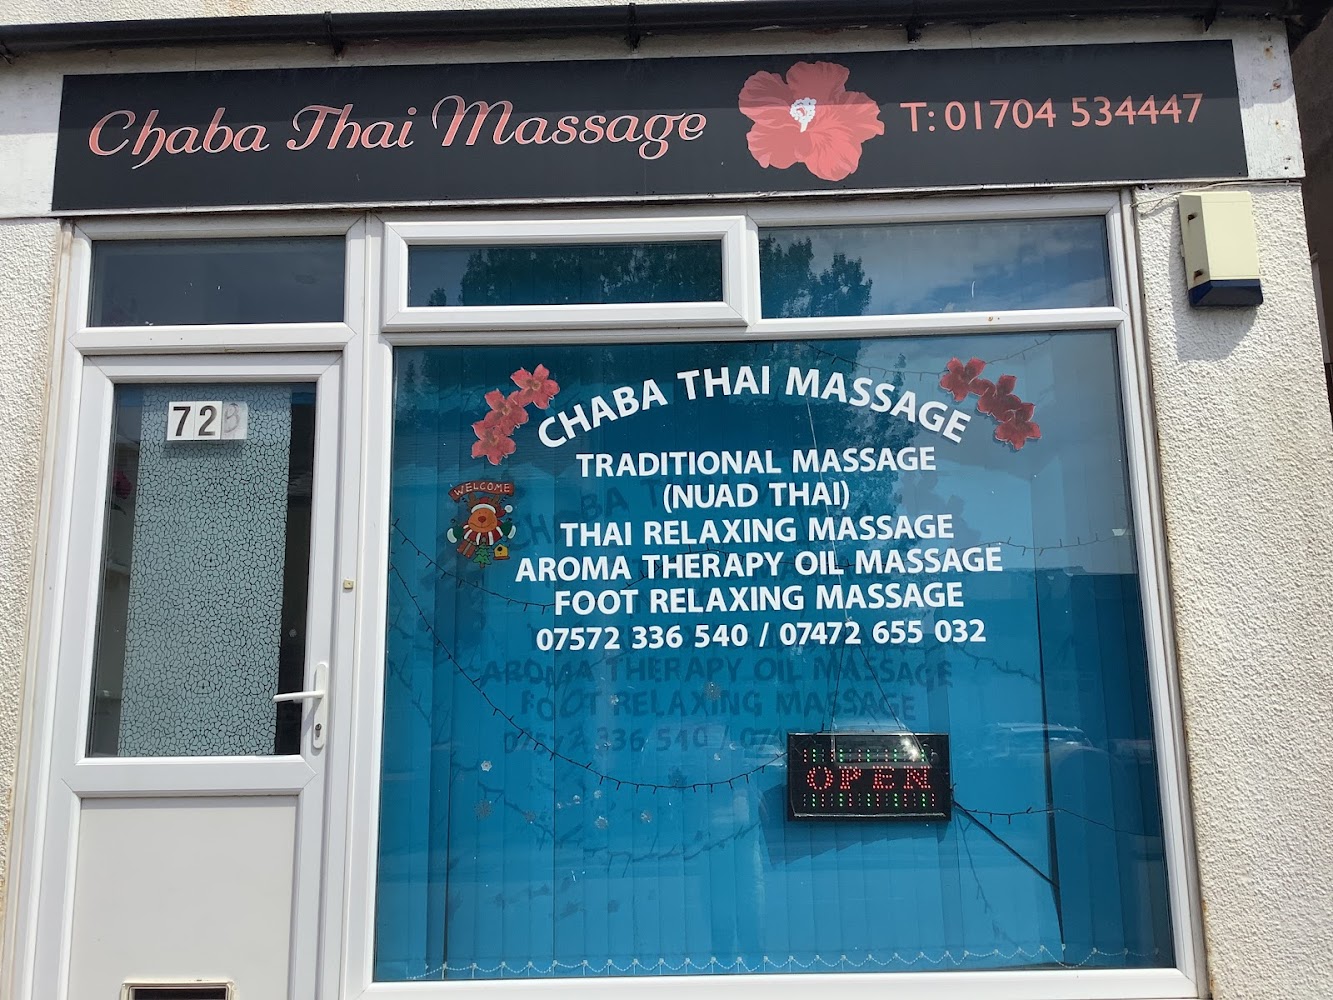 Chaba Thai Massage T: 01704 534447
72B
CHABA THAI MASSAGE
TRADITIONAL MASSAGE
(NUAD THAI)
WELCOME
THAI RELAXING MASSAGE
AROMA THERAPY OIL MASSAGE
FOOT RELAXING MASSAGE
07572 336 540 / 07472 655 032
OPEN